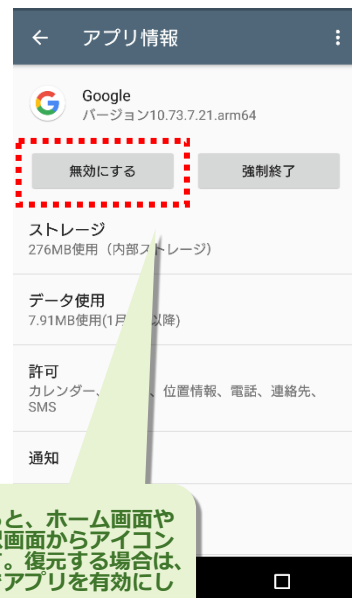 アプリ情報
Google
バージョン10.73.7.21.arm64
無効にする 強制終了
ストレージ
276MB使用（内部ストレージ）
データ使用
7.91MB使用(1月 以降)
許可
カレンダー、 、位置情報、電話、連絡先、
SMS
通知
と、ホーム画面や
画面からアイコン
。復元する場合は、
アプリを有効にし